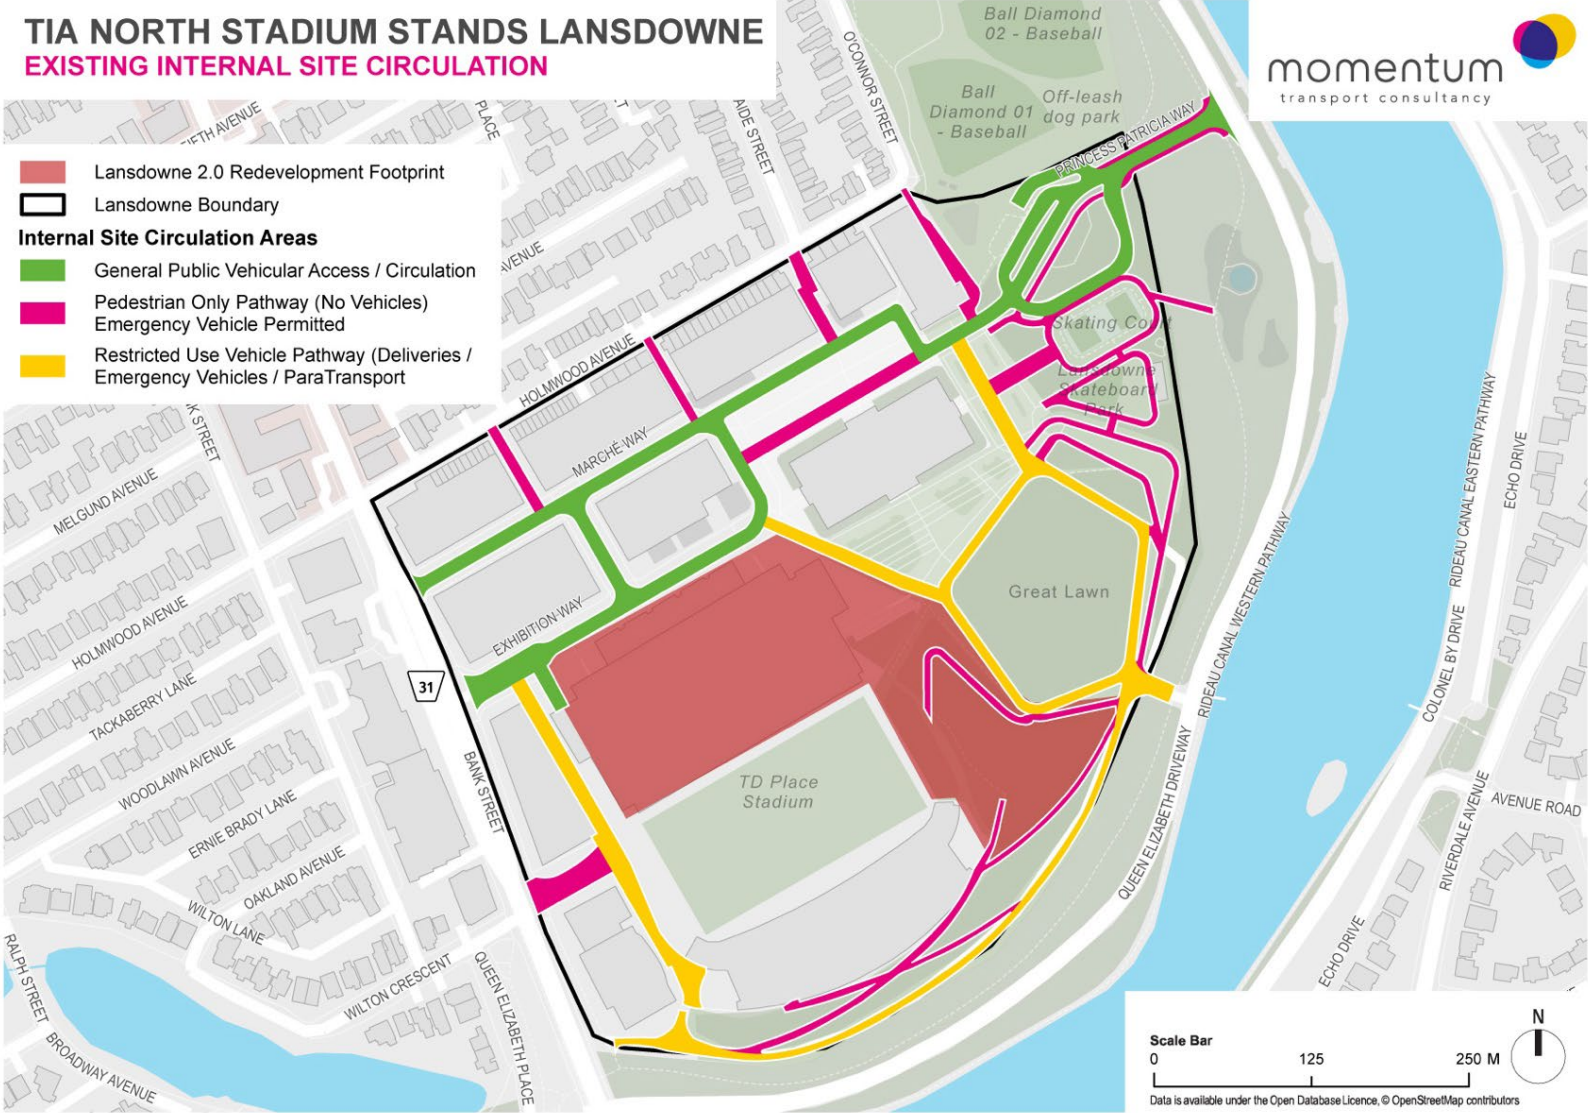 TIA NORTH STADIUM STANDS LANSDOWNE
EXISTING INTERNAL SITE CIRCULATION
momentum
transport consultancy
Lansdowne 2.0 Redevelopment Footprint
Lansdowne Boundary
Internal Site Circulation Areas
General Public Vehicular Access / Circulation
Pedestrian Only Pathway (No Vehicles)
Emergency Vehicle Permitted
Restricted Use Vehicle Pathway (Deliveries /
Emergency Vehicles / ParaTransport
Ball Diamond
02 - Baseball
Ball
Diamond 01
- Baseball
Off-leash
dog park
O'CONNOR STREET
PRINCESS PATRICIA WAY
FIFTH AVENUE
PLACE
AIDE STREET
AVENUE
HOLMWOOD AVENUE
MARCHÉ WAY
EXHIBITION WAY
Skating Court
Lansdowne
Skateboard
Park
Great Lawn
TD Place
Stadium
K STREET
MELGUND AVENUE
HOLMWOOD AVENUE
TACKABERRY LANE
WOODLAWN AVENUE
ERNIE BRADY LANE
OAKLAND AVENUE
WILTON LANE
WILTON CRESCENT
RALPH STREET
BROADWAY AVENUE
QUEEN ELIZABETH PLACE
31
BANK STREET
QUEEN ELIZABETH DRIVEWAY
RIDEAU CANAL WESTERN PATHWAY
RIDEAU CANAL EASTERN PATHWAY
COLONEL BY DRIVE
ECHO DRIVE
ECHO DRIVE
RIVERDALE AVENUE
AVENUE ROAD
Scale Bar
0 125 250 M
N
Data is available under the Open Database Licence, © OpenStreetMap contributors